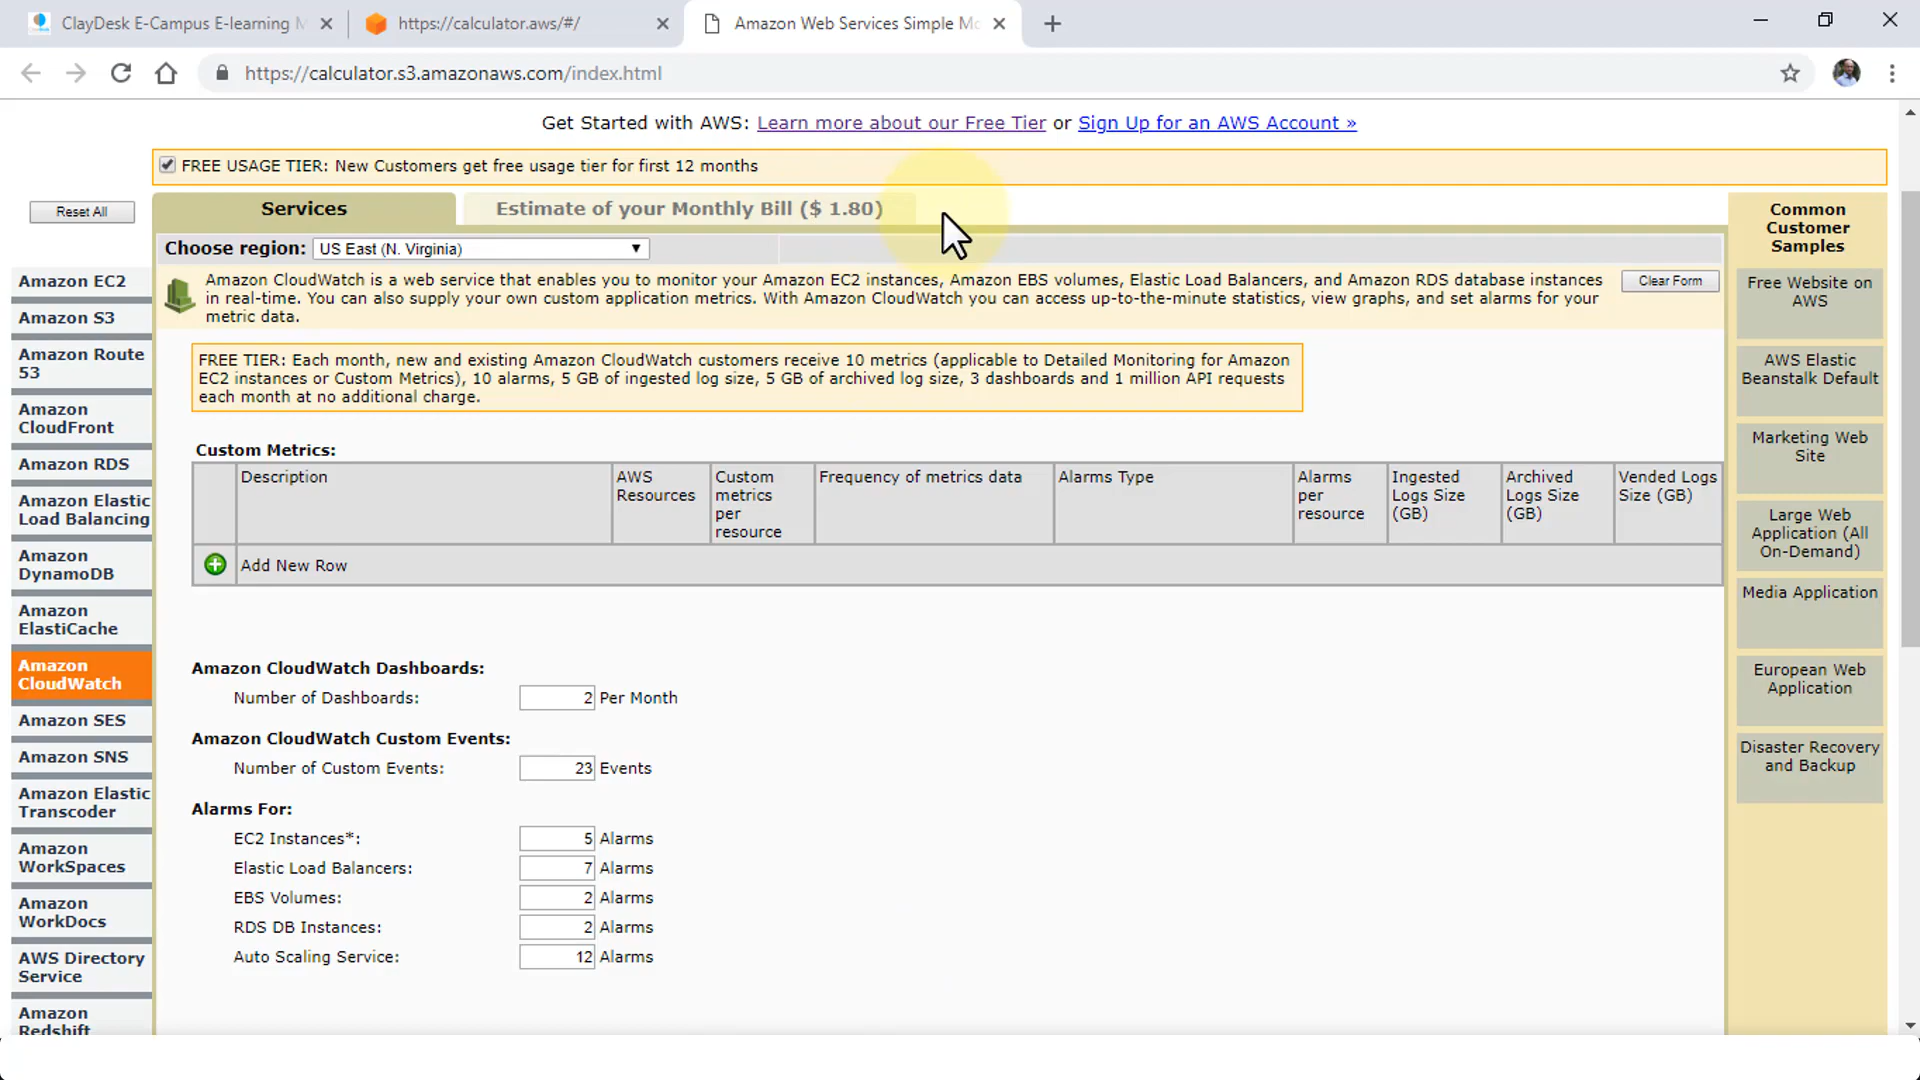 ClayDesk E-Campus E-learning M
https://calculator.aws/#/
Amazon Web Services Simple Mo
https://calculator.s3.amazonaws.com/index.html
Get Started with AWS: Learn more about our Free Tier or Sign Up for an AWS Account »
FREE USAGE TIER: New Customers get free usage tier for first 12 months
Reset All
Services
Estimate of your Monthly Bill ($ 1.80)
Choose region: US East (N. Virginia)
Amazon CloudWatch is a web service that enables you to monitor your Amazon EC2 instances, Amazon EBS volumes, Elastic Load Balancers, and Amazon RDS database instances
in real-time. You can also supply your own custom application metrics. With Amazon CloudWatch you can access up-to-the-minute statistics, view graphs, and set alarms for your
metric data.
Clear Form
FREE TIER: Each month, new and existing Amazon CloudWatch customers receive 10 metrics (applicable to Detailed Monitoring for Amazon
EC2 instances or Custom Metrics), 10 alarms, 5 GB of ingested log size, 5 GB of archived log size, 3 dashboards and 1 million API requests
each month at no additional charge.
Custom Metrics:
Description
AWS
Resources
Custom
metrics
per
resource
Frequency of metrics data
Alarms Type
Alarms
per
resource
Ingested
Logs Size
(GB)
Archived
Logs Size
(GB)
Vended Logs
Size (GB)
Add New Row
Amazon CloudWatch Dashboards:
Number of Dashboards: 2 Per Month
Amazon CloudWatch Custom Events:
Number of Custom Events: 23 Events
Alarms For:
EC2 Instances*: 5 Alarms
Elastic Load Balancers: 7 Alarms
EBS Volumes: 2 Alarms
RDS DB Instances: 2 Alarms
Auto Scaling Service: 12 Alarms
Amazon EC2
Amazon S3
Amazon Route
53
Amazon
CloudFront
Amazon RDS
Amazon Elastic
Load Balancing
Amazon
DynamoDB
Amazon
ElastiCache
Amazon
CloudWatch
Amazon SES
Amazon SNS
Amazon Elastic
Transcoder
Amazon
WorkSpaces
Amazon
WorkDocs
AWS Directory
Service
Amazon
Redshift
Common
Customer
Samples
Free Website on
AWS
AWS Elastic
Beanstalk Default
Marketing Web
Site
Large Web
Application (All
On-Demand)
Media Application
European Web
Application
Disaster Recovery
and Backup